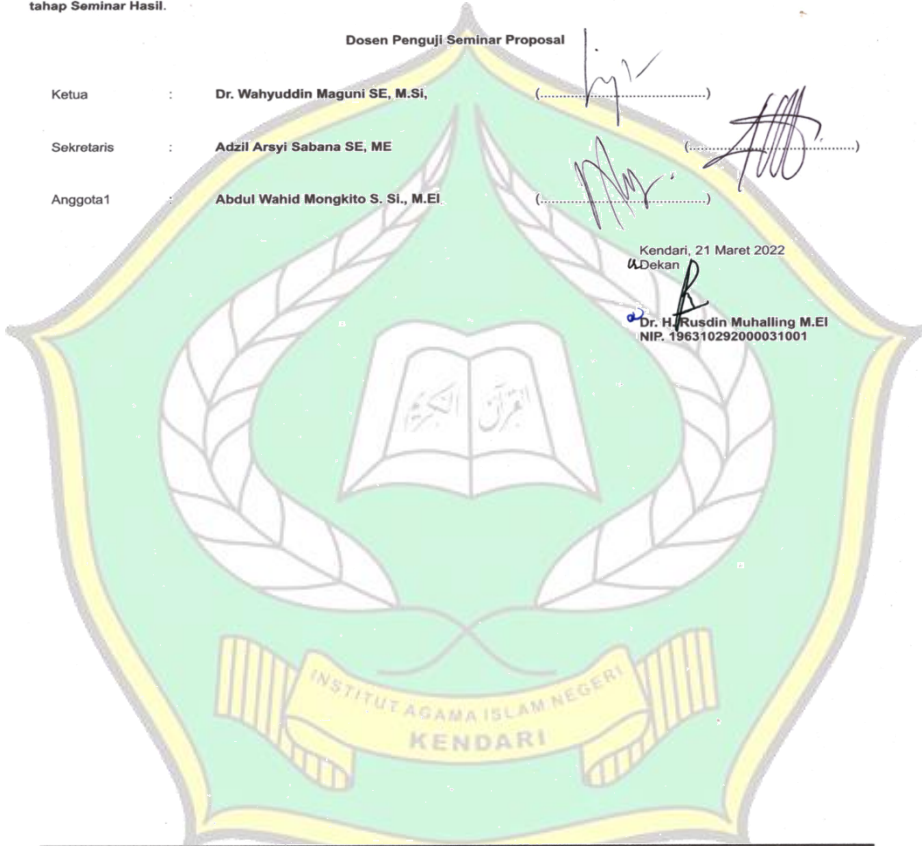 tahap Seminar Hasil.
Dosen Penguji Seminar Proposal
Ketua : Dr. Wahyuddin Maguni SE, M.Si, (........................................)
Sekretaris : Adzil Arsyi Sabana SE, ME (........................................)
Anggota1 : Abdul Wahid Mongkito S. Si., M.EI (........................................)
Kendari, 21 Maret 2022
Dekan
Dr. H. Rusdin Muhalling M.EI
NIP. 196310292000031001
القرآن الكريم
INSTITUT AGAMA ISLAM NEGERI
KENDARI